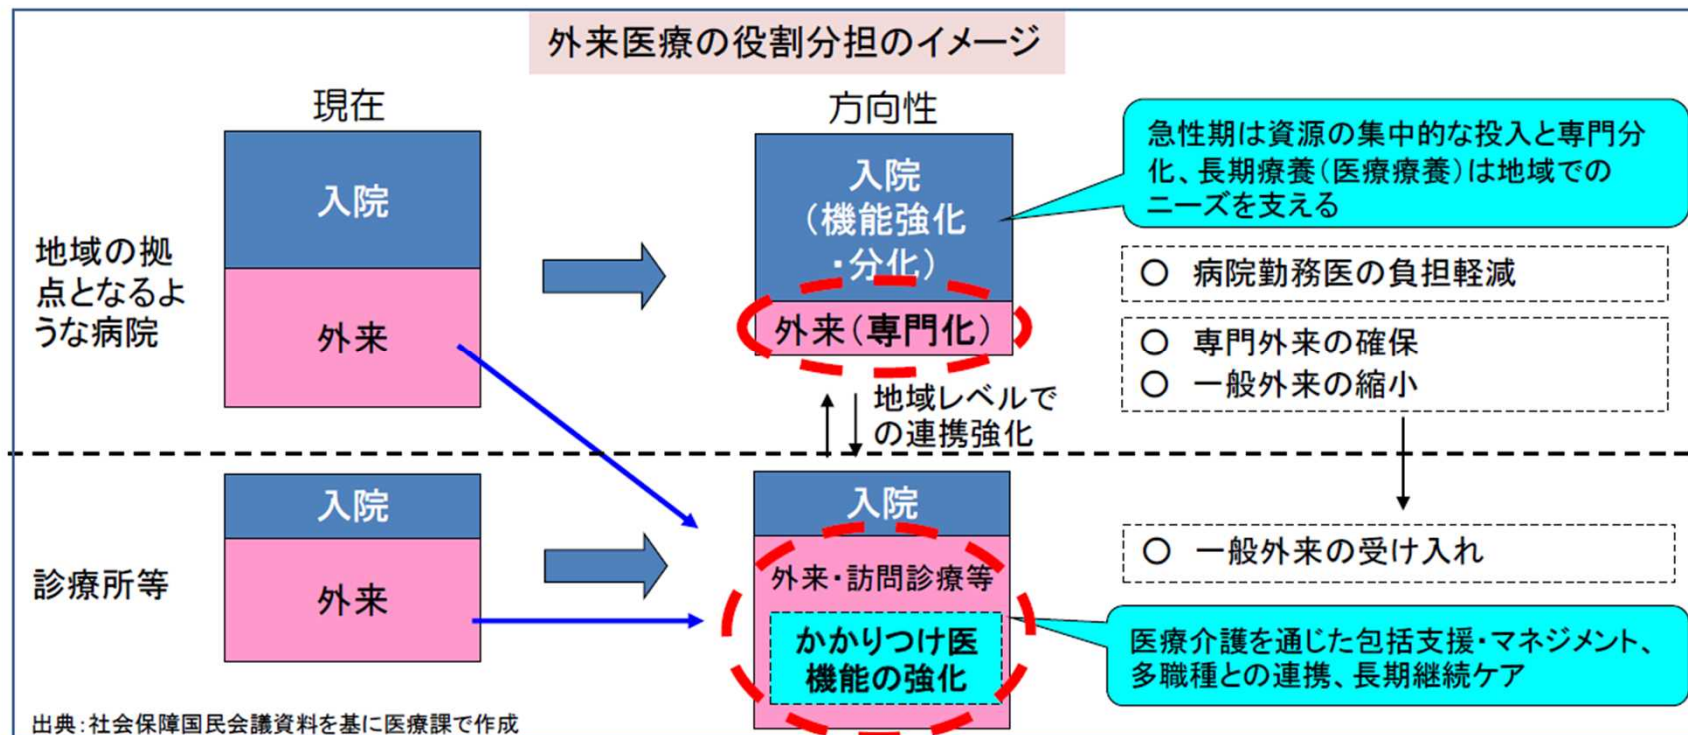 外来医療の役割分担のイメージ
現在
方向性
地域の拠
点となるよ
うな病院
入院
外来
入院
(機能強化
・分化)
外来(専門化)
急性期は資源の集中的な投入と専門分
化、長期療養(医療療養)は地域での
ニーズを支える
○ 病院勤務医の負担軽減
○ 専門外来の確保
○ 一般外来の縮小
地域レベルで
の連携強化
診療所等
入院
外来
入院
外来・訪問診療等
かかりつけ医
機能の強化
○ 一般外来の受け入れ
医療介護を通じた包括支援・マネジメント、
多職種との連携、長期継続ケア
出典:社会保障国民会議資料を基に医療課で作成